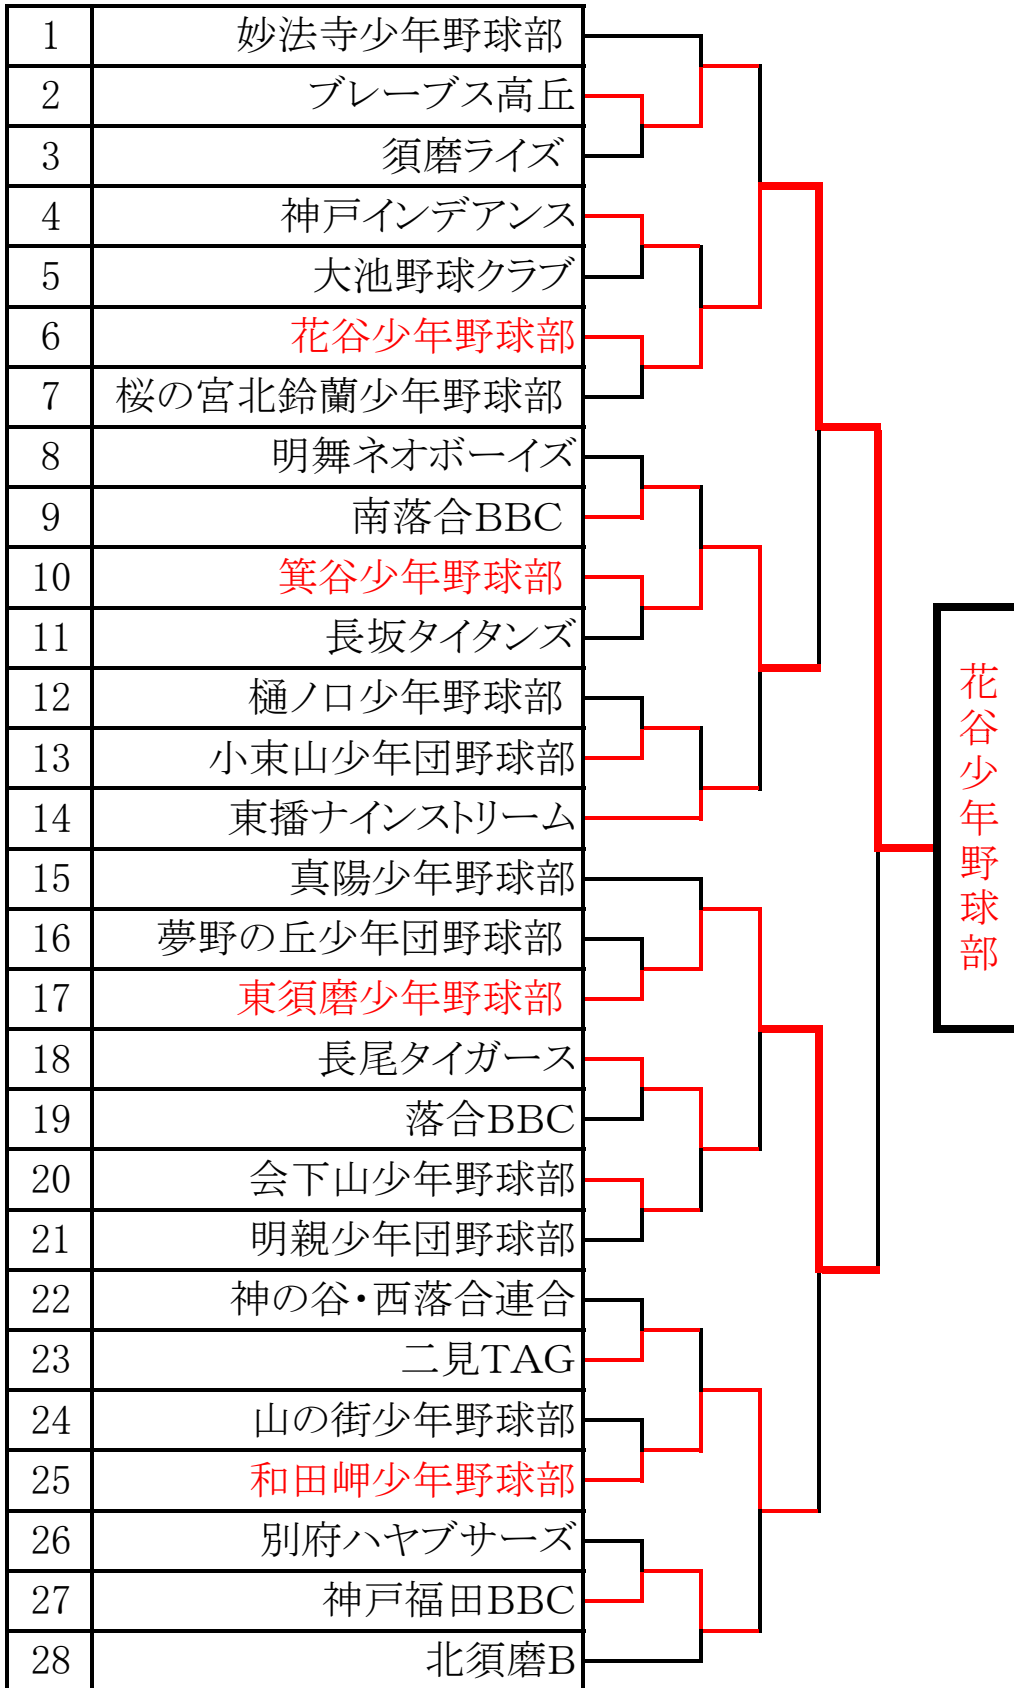 1 妙法寺少年野球部
2 ブレーブス高丘
3 須磨ライズ
4 神戸インデアンス
5 大池野球クラブ
6 花谷少年野球部
7 桜の宮北鈴蘭少年野球部
8 明舞ネオボーイズ
9 南落合BBC
10 箕谷少年野球部
11 長坂タイタンズ
12 樋ノ口少年野球部
13 小束山少年団野球部
14 東播ナインストリーム
15 真陽少年野球部
16 夢野の丘少年団野球部
17 東須磨少年野球部
18 長尾タイガース
19 落合BBC
20 会下山少年野球部
21 明親少年団野球部
22 神の谷・西落合連合
23 二見TAG
24 山の街少年野球部
25 和田岬少年野球部
26 別府ハヤブサーズ
27 神戸福田BBC
28 北須磨B
花谷少年野球部